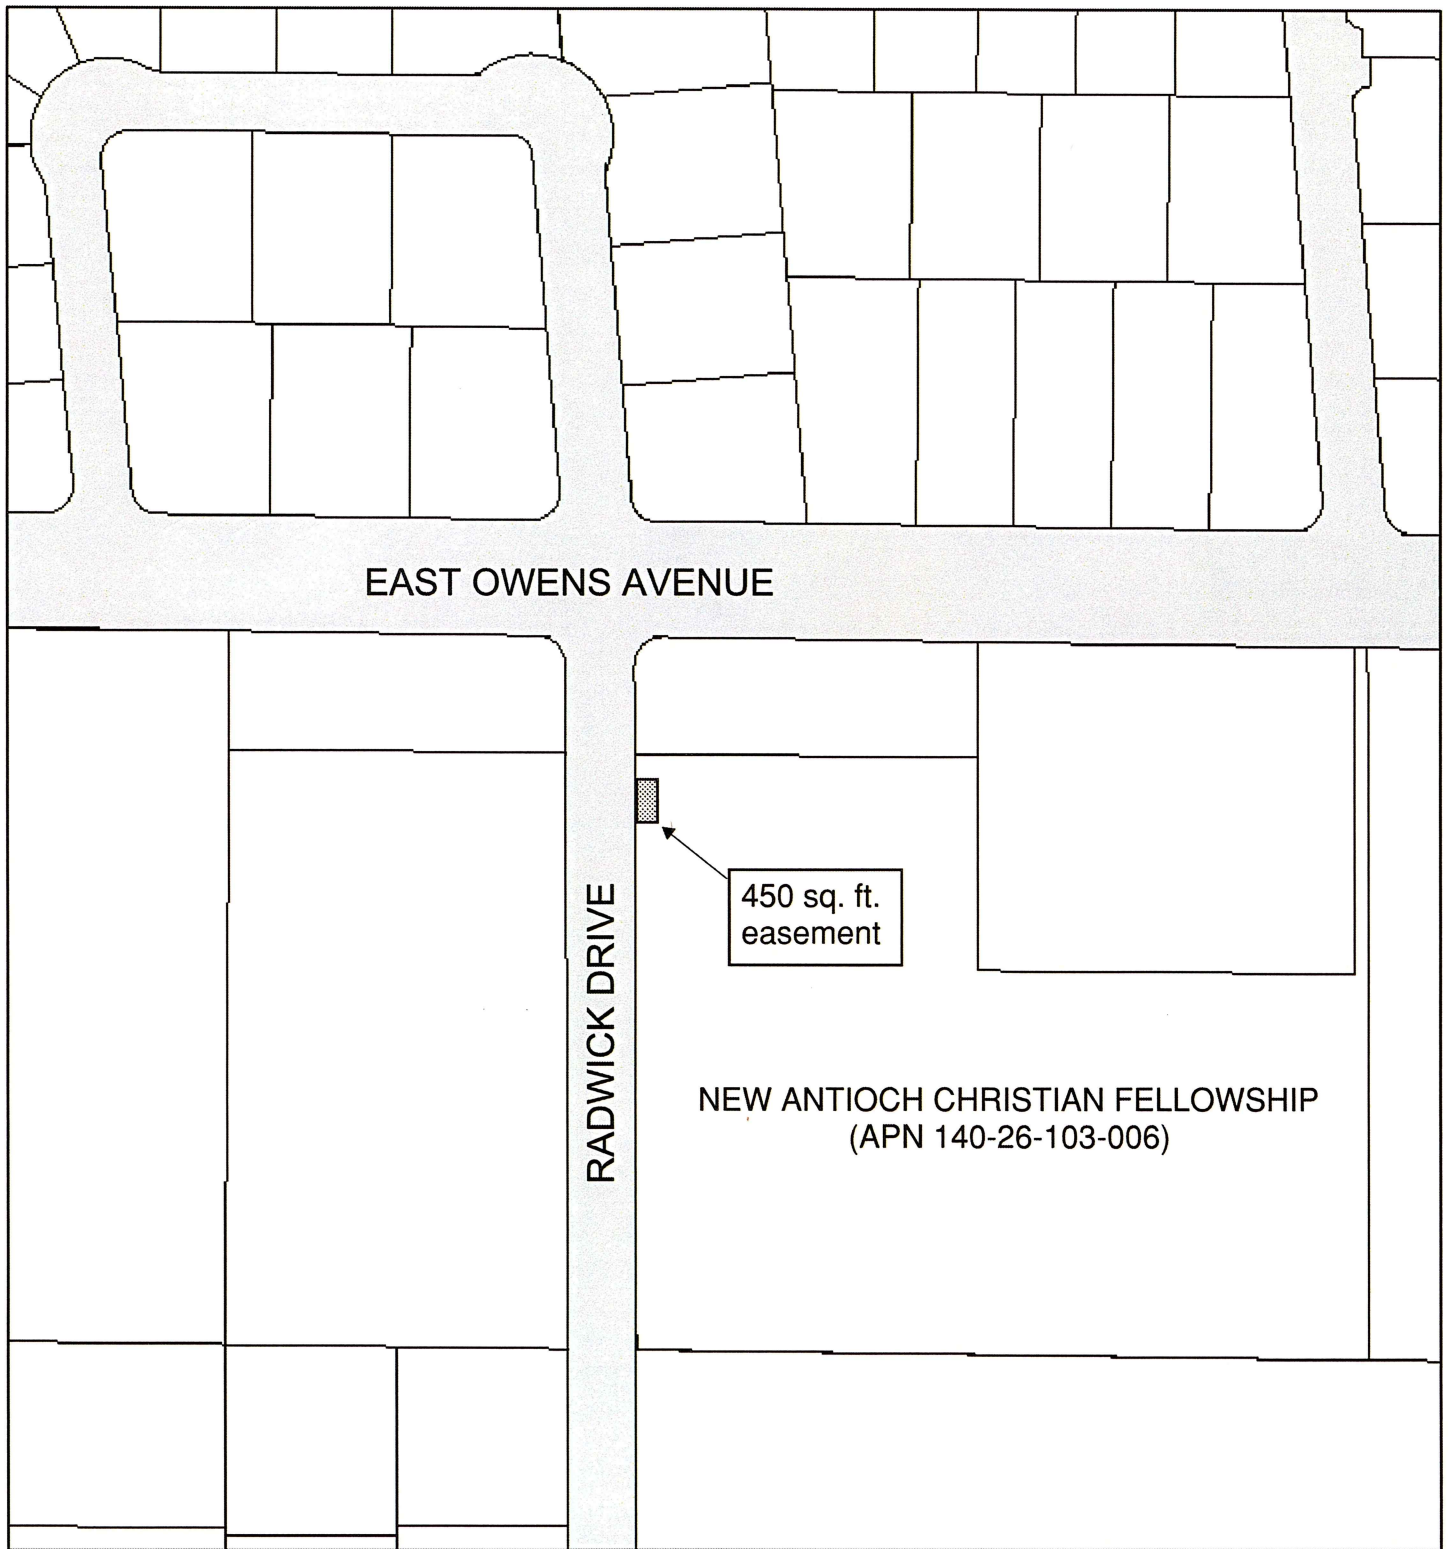 EAST OWENS AVENUE
450 sq. ft.
easement
RADWICK DRIVE
NEW ANTIOCH CHRISTIAN FELLOWSHIP
(APN 140-26-103-006)